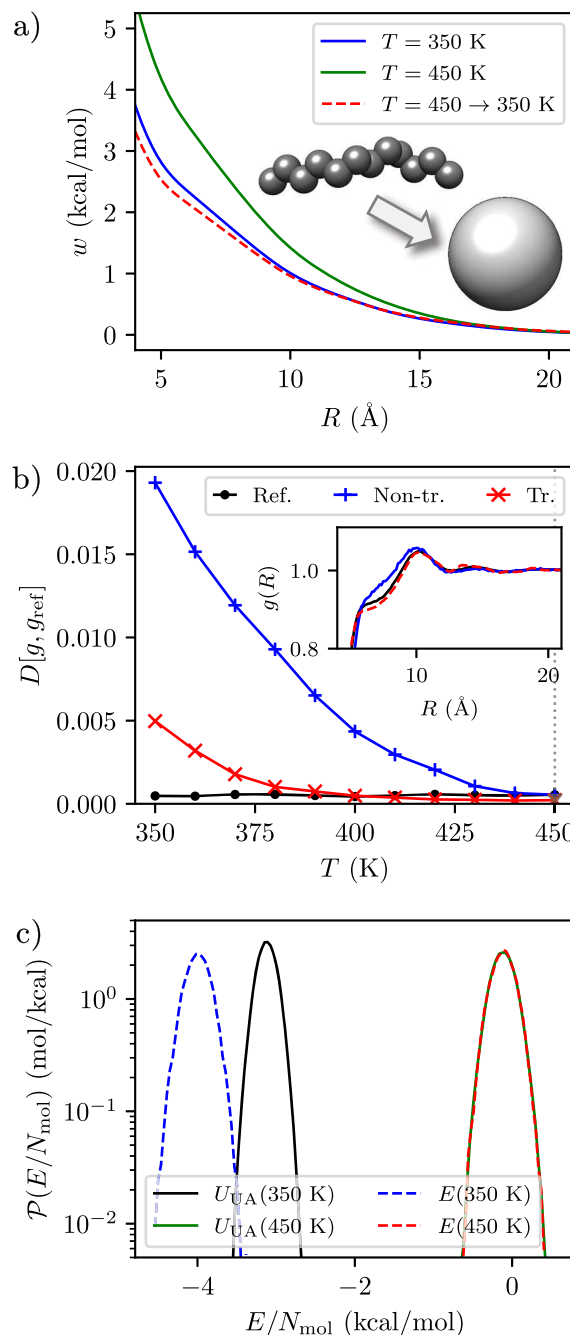 a)
5
4
3
2
1
0
w (kcal/mol)
T = 350 K
T = 450 K
T = 450 → 350 K
5 10 15 20
R (Å)
b)
0.020
0.015
0.010
0.005
0.000
D[g, g_ref]
Ref. Non-tr. Tr.
1.0
0.8
g(R)
10 20
R (Å)
350 375 400 425 450
T (K)
c)
10^0
10^−1
10^−2
𝒫(E/N_mol) (mol/kcal)
U_UA(350 K) E(350 K)
U_UA(450 K) E(450 K)
−4 −2 0
E/N_mol (kcal/mol)